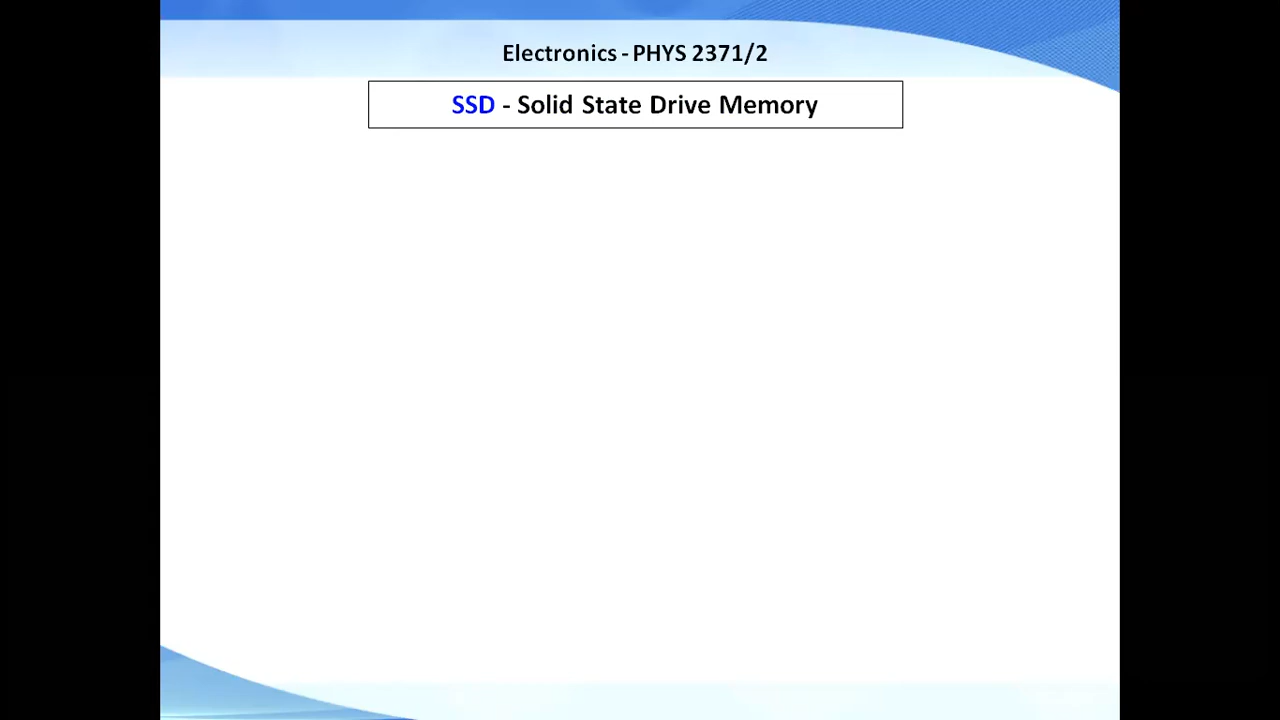 Electronics - PHYS 2371/2
SSD - Solid State Drive Memory